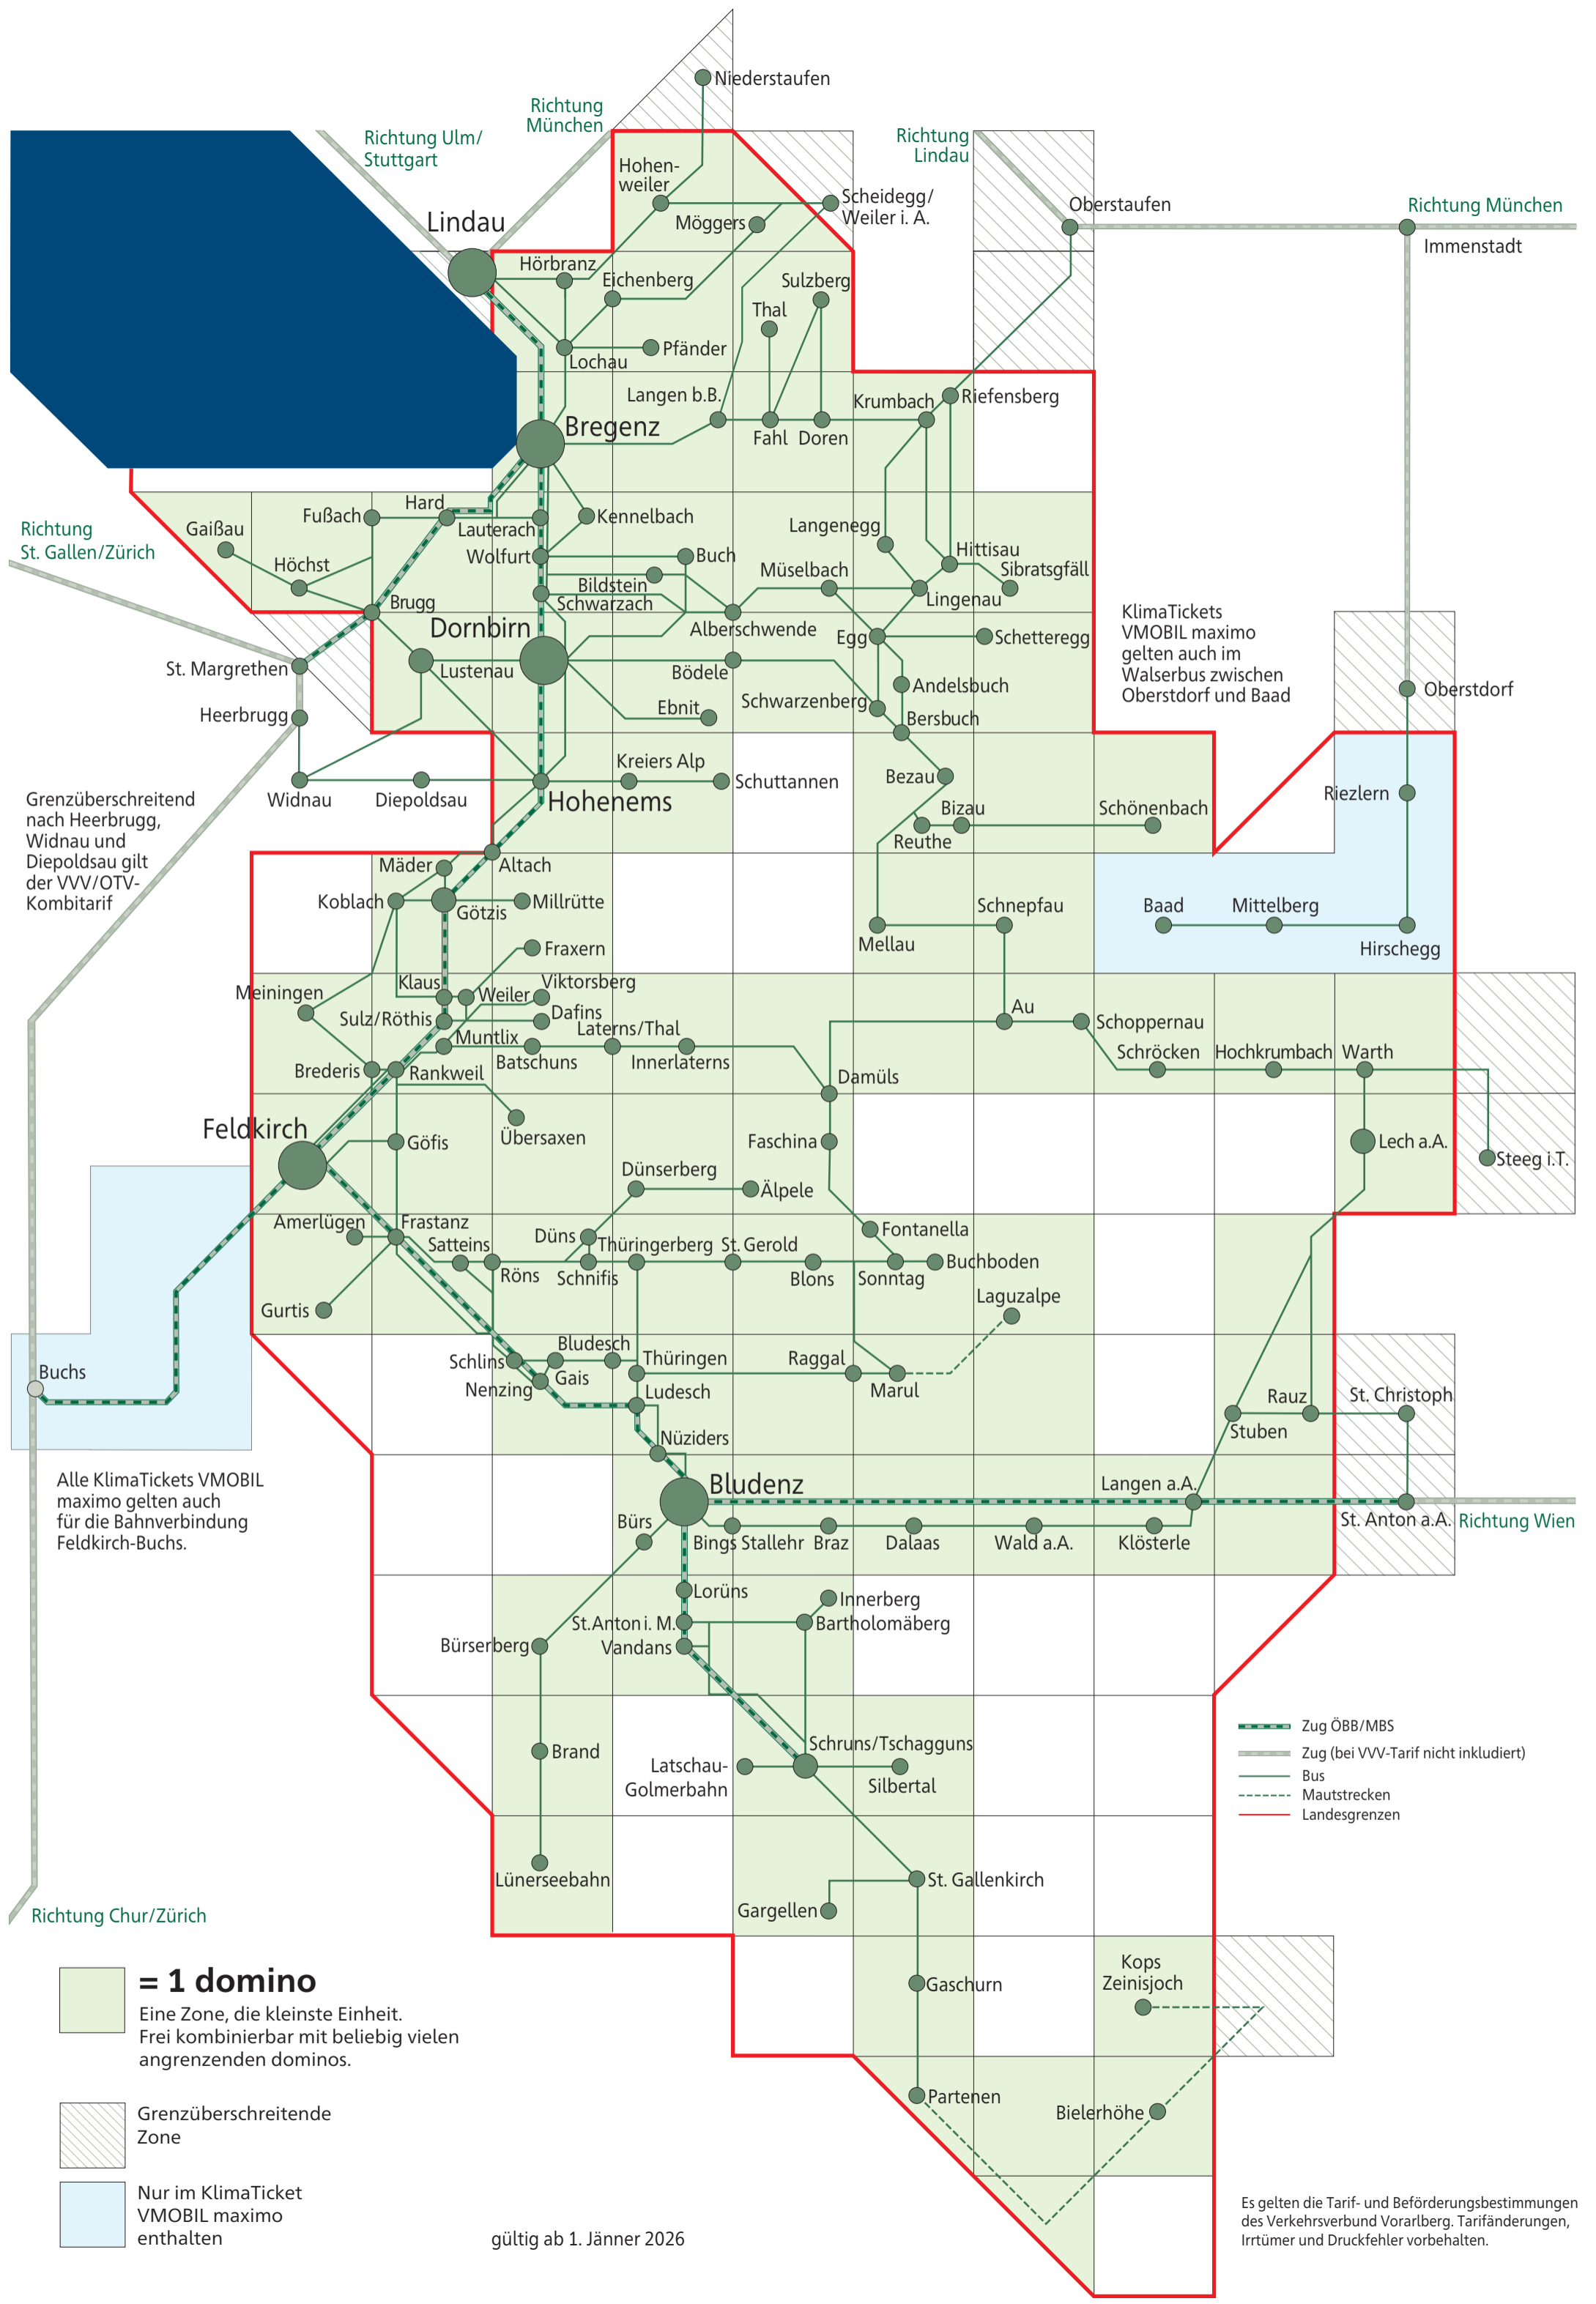 Niederstaufen
Richtung
München
Richtung Ulm/
Stuttgart
Richtung
Lindau
Hohen-
weiler
Scheidegg/
Weiler i. A.
Möggers
Oberstaufen
Richtung München
Immenstadt
Lindau
Hörbranz
Eichenberg
Sulzberg
Thal
Lochau
Pfänder
Langen b.B.
Krumbach
Riefensberg
Bregenz
Fahl
Doren
Hard
Fußach
Lauterach
Kennelbach
Langenegg
Richtung
St. Gallen/Zürich
Gaißau
Höchst
Wolfurt
Buch
Hittisau
Sibratsgfäll
Bildstein
Müselbach
Lingenau
Brugg
Schwarzach
Dornbirn
Alberschwende
Egg
Schetteregg
KlimaTickets
VMOBIL maximo
gelten auch im
Walserbus zwischen
Oberstdorf und Baad
St. Margrethen
Lustenau
Bödele
Andelsbuch
Oberstdorf
Heerbrugg
Ebnit
Schwarzenberg
Bersbuch
Kreiers Alp
Schuttannen
Bezau
Widnau
Diepoldsau
Hohenems
Bizau
Schönenbach
Riezlern
Reuthe
Grenzüberschreitend
nach Heerbrugg,
Widnau und
Diepoldsau gilt
der VVV/OTV-
Kombitarif
Mäder
Altach
Koblach
Götzis
Millrütte
Schnepfau
Baad
Mittelberg
Mellau
Hirschegg
Fraxern
Klaus
Weiler
Viktorsberg
Meiningen
Sulz/Röthis
Dafins
Au
Schoppernau
Muntlix
Laterns/Thal
Batschuns
Innerlaterns
Schröcken
Hochkrumbach
Warth
Brederis
Rankweil
Damüls
Feldkirch
Übersaxen
Göfis
Faschina
Lech a.A.
Steeg i.T.
Dünserberg
Älpele
Amerlügen
Frastanz
Satteins
Düns
Thüringerberg
St. Gerold
Fontanella
Röns
Schnifis
Blons
Sonntag
Buchboden
Gurtis
Laguzalpe
Buchs
Schlins
Bludesch
Thüringen
Raggal
Gais
Nenzing
Ludesch
Marul
Rauz
St. Christoph
Stuben
Nüziders
Bludenz
Langen a.A.
Alle KlimaTickets VMOBIL
maximo gelten auch
für die Bahnverbindung
Feldkirch-Buchs.
Bürs
Bings Stallehr
Braz
Dalaas
Wald a.A.
Klösterle
St. Anton a.A.
Richtung Wien
Lorüns
Innerberg
St.Anton i. M.
Bartholomäberg
Bürserberg
Vandans
Brand
Schruns/Tschagguns
Latschau-
Golmerbahn
Silbertal
Zug ÖBB/MBS
Zug (bei VVV-Tarif nicht inkludiert)
Bus
Mautstrecken
Landesgrenzen
Lünerseebahn
St. Gallenkirch
Gargellen
Richtung Chur/Zürich
Gaschurn
Kops
Zeinisjoch
= 1 domino
Eine Zone, die kleinste Einheit.
Frei kombinierbar mit beliebig vielen
angrenzenden dominos.
Partenen
Bielerhöhe
Grenzüberschreitende
Zone
Nur im KlimaTicket
VMOBIL maximo
enthalten
gültig ab 1. Jänner 2026
Es gelten die Tarif- und Beförderungsbestimmungen
des Verkehrsverbund Vorarlberg. Tarifänderungen,
Irrtümer und Druckfehler vorbehalten.